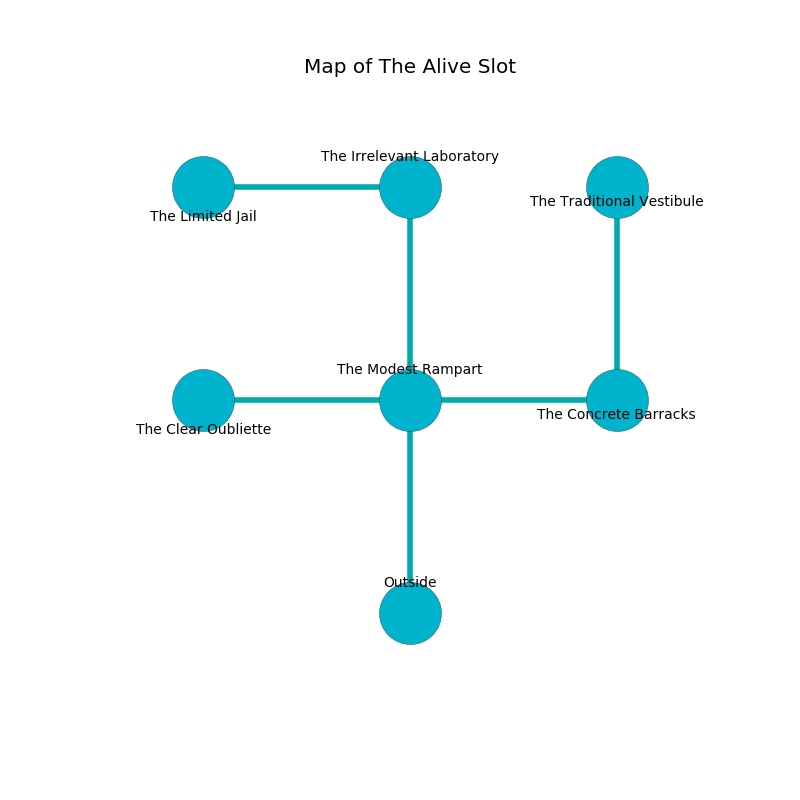 Map of The Alive Slot
The Irrelevant Laboratory
The Traditional Vestibule
The Limited Jail
The Modest Rampart
The Concrete Barracks
The Clear Oubliette
Outside